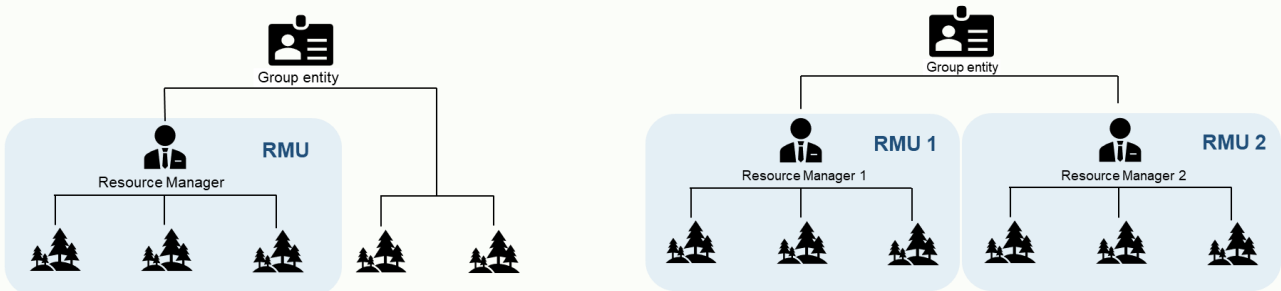 Group entity
RMU
Resource Manager
Group entity
RMU 1
Resource Manager 1
RMU 2
Resource Manager 2